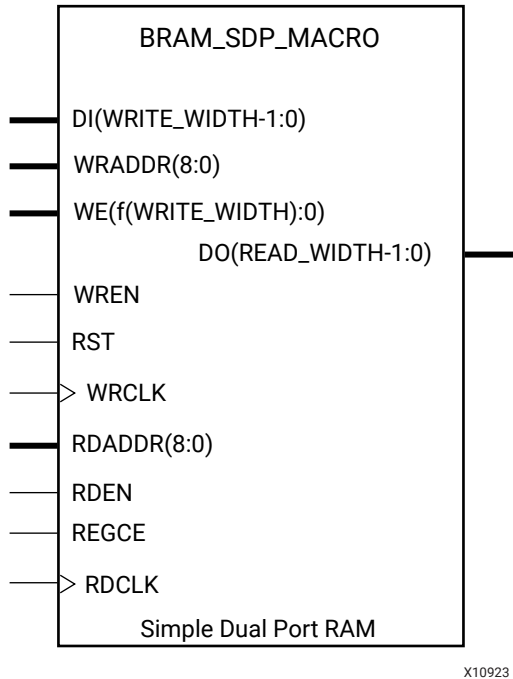 BRAM_SDP_MACRO
DI(WRITE_WIDTH-1:0)
WRADDR(8:0)
WE(f(WRITE_WIDTH):0)
DO(READ_WIDTH-1:0)
WREN
RST
WRCLK
RDADDR(8:0)
RDEN
REGCE
RDCLK
Simple Dual Port RAM
X10923